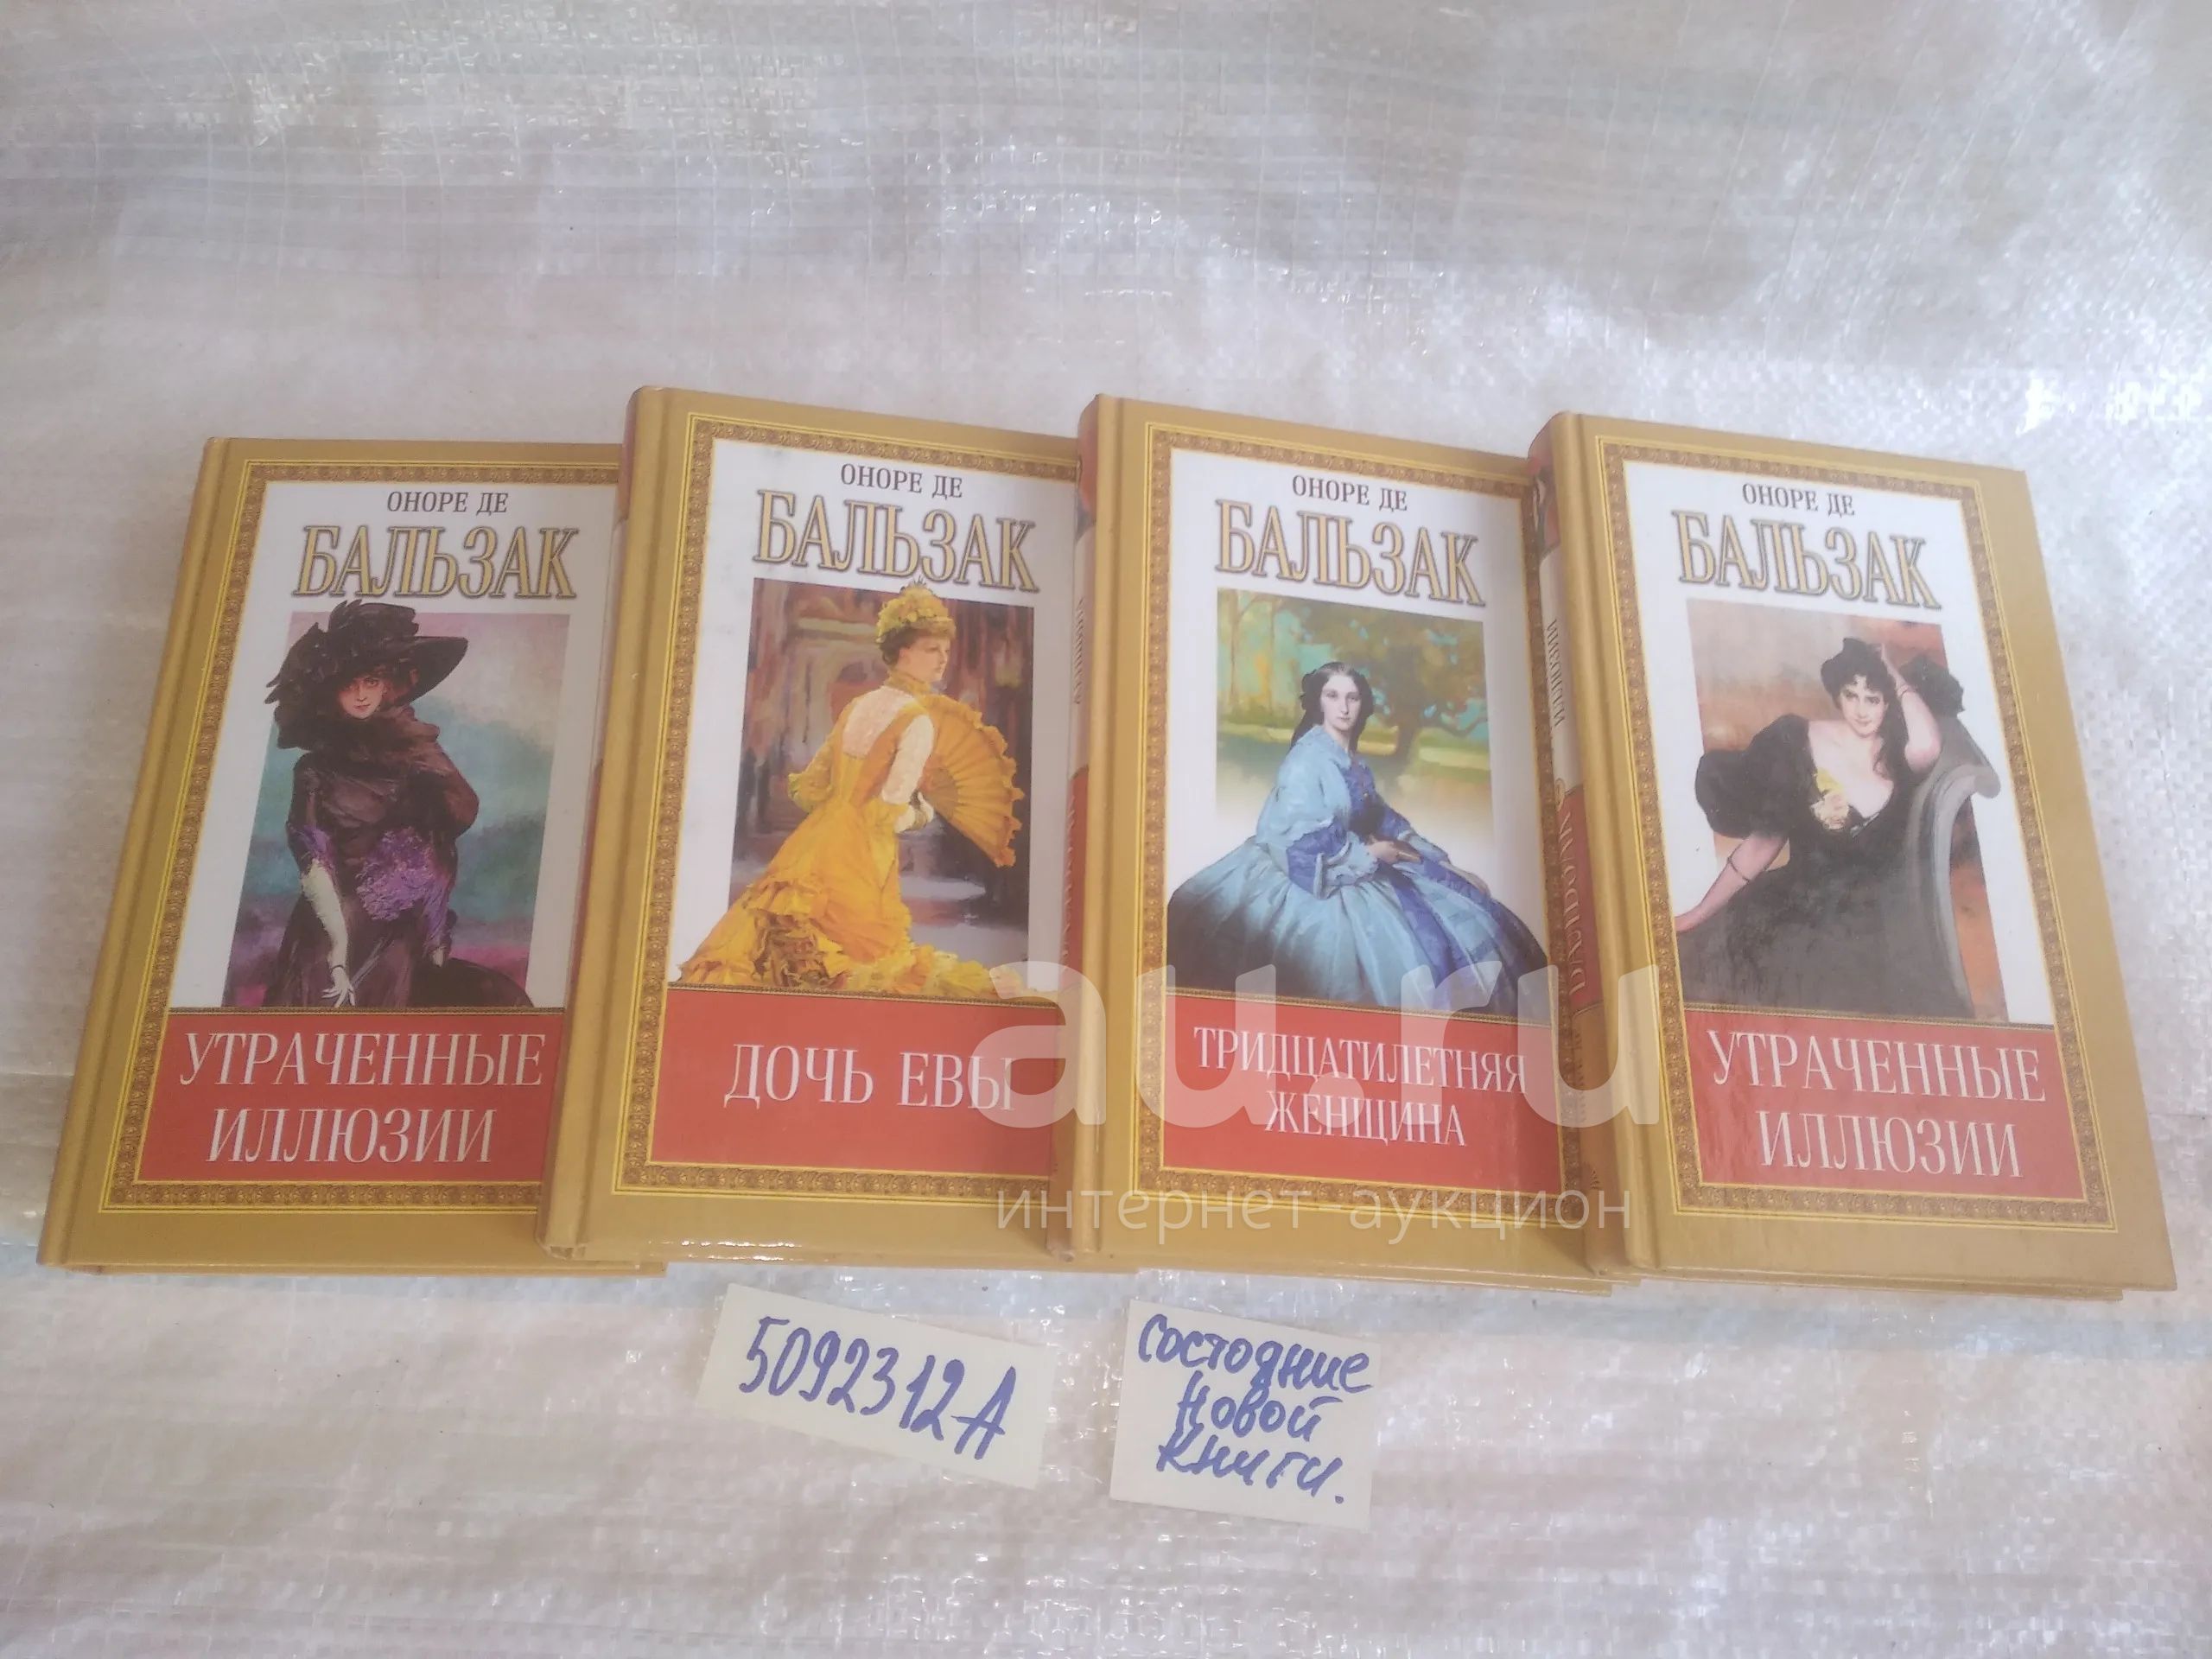 ОНОРЕ ДЕ
БАЛЬЗАК
УТРАЧЕННЫЕ
ИЛЛЮЗИИ
ОНОРЕ ДЕ
БАЛЬЗАК
ДОЧЬ ЕВЫ
ОНОРЕ ДЕ
БАЛЬЗАК
ТРИДЦАТИЛЕТНЯЯ
ЖЕНЩИНА
ОНОРЕ ДЕ
БАЛЬЗАК
УТРАЧЕННЫЕ
ИЛЛЮЗИИ
au.ru
интернет-аукцион
5092312А
состояние
новой
книги.